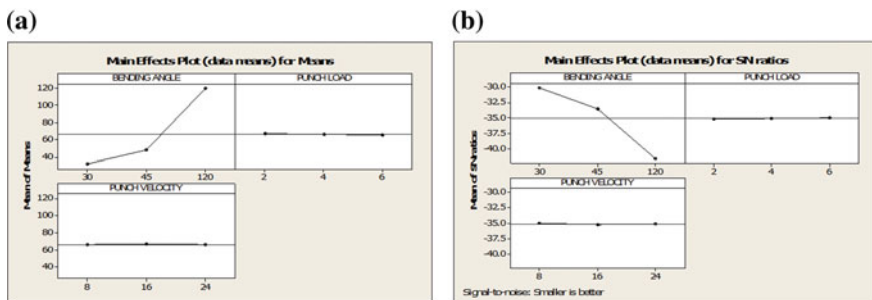 (a)
Main Effects Plot (data means) for Means
BENDING ANGLE PUNCH LOAD
Mean of Means
120
100
80
60
40
30 45 120 2 4 6
PUNCH VELOCITY
120
100
80
60
40
8 16 24
(b)
Main Effects Plot (data means) for SN ratios
BENDING ANGLE PUNCH LOAD
Mean of SN ratios
-30.0
-32.5
-35.0
-37.5
-40.0
30 45 120 2 4 6
PUNCH VELOCITY
-30.0
-32.5
-35.0
-37.5
-40.0
8 16 24
Signal-to-noise: Smaller is better